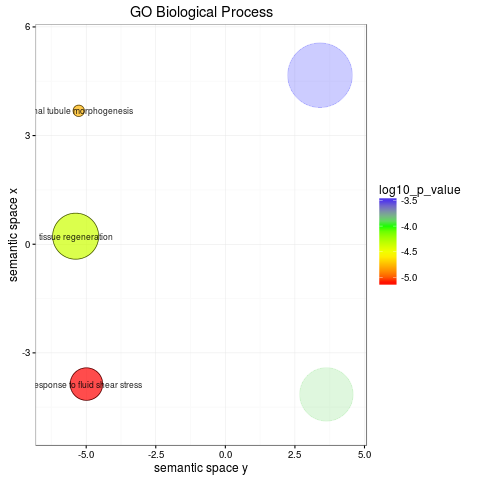 GO Biological Process
6
3
0
-3
semantic space x
nal tubule morphogenesis
tissue regeneration
esponse to fluid shear stress
-5.0
-2.5
0.0
2.5
5.0
semantic space y
log10_p_value
-3.5
-4.0
-4.5
-5.0